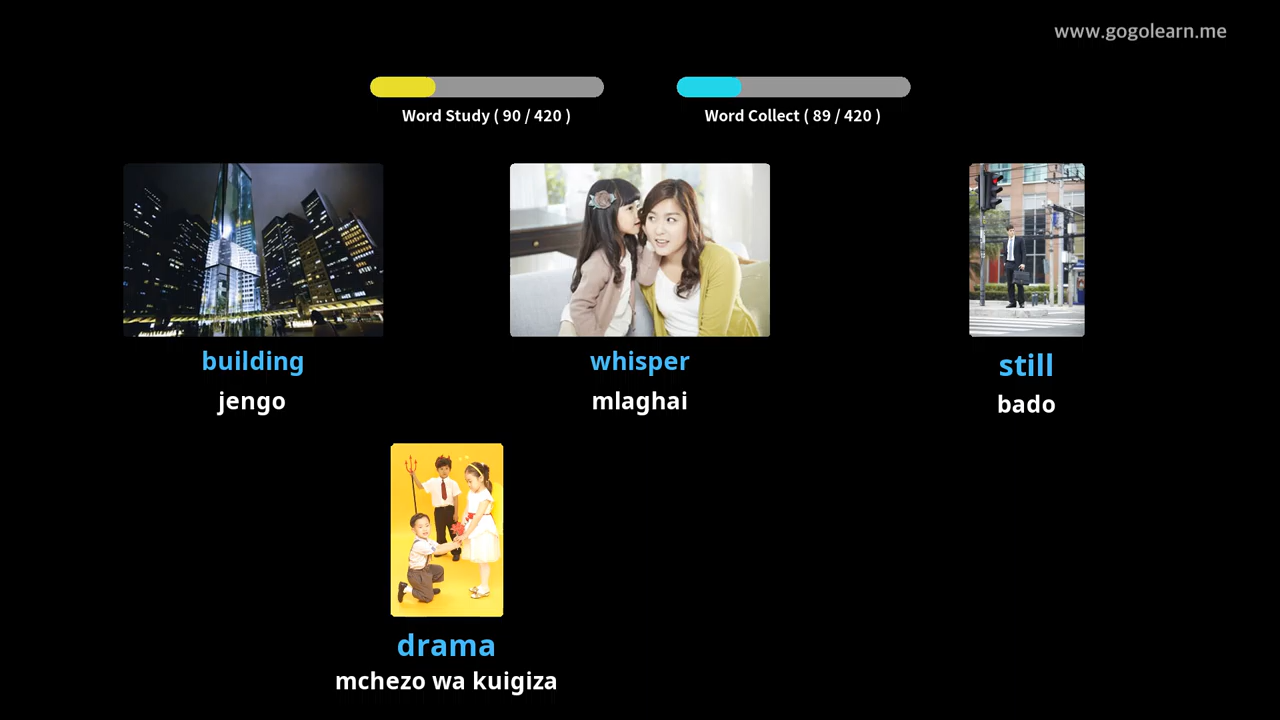 www.gogolearn.me
Word Study ( 90 / 420 )
Word Collect ( 89 / 420 )
building
jengo
whisper
mlaghai
still
bado
drama
mchezo wa kuigiza